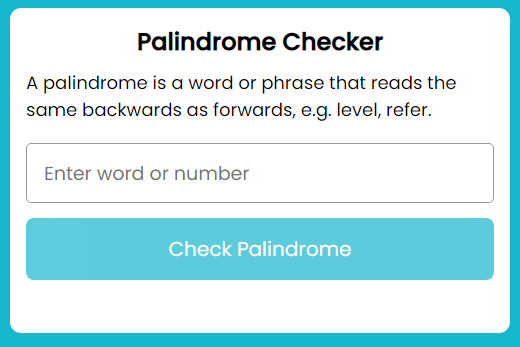 Palindrome Checker
A palindrome is a word or phrase that reads the
same backwards as forwards, e.g. level, refer.
Enter word or number
Check Palindrome